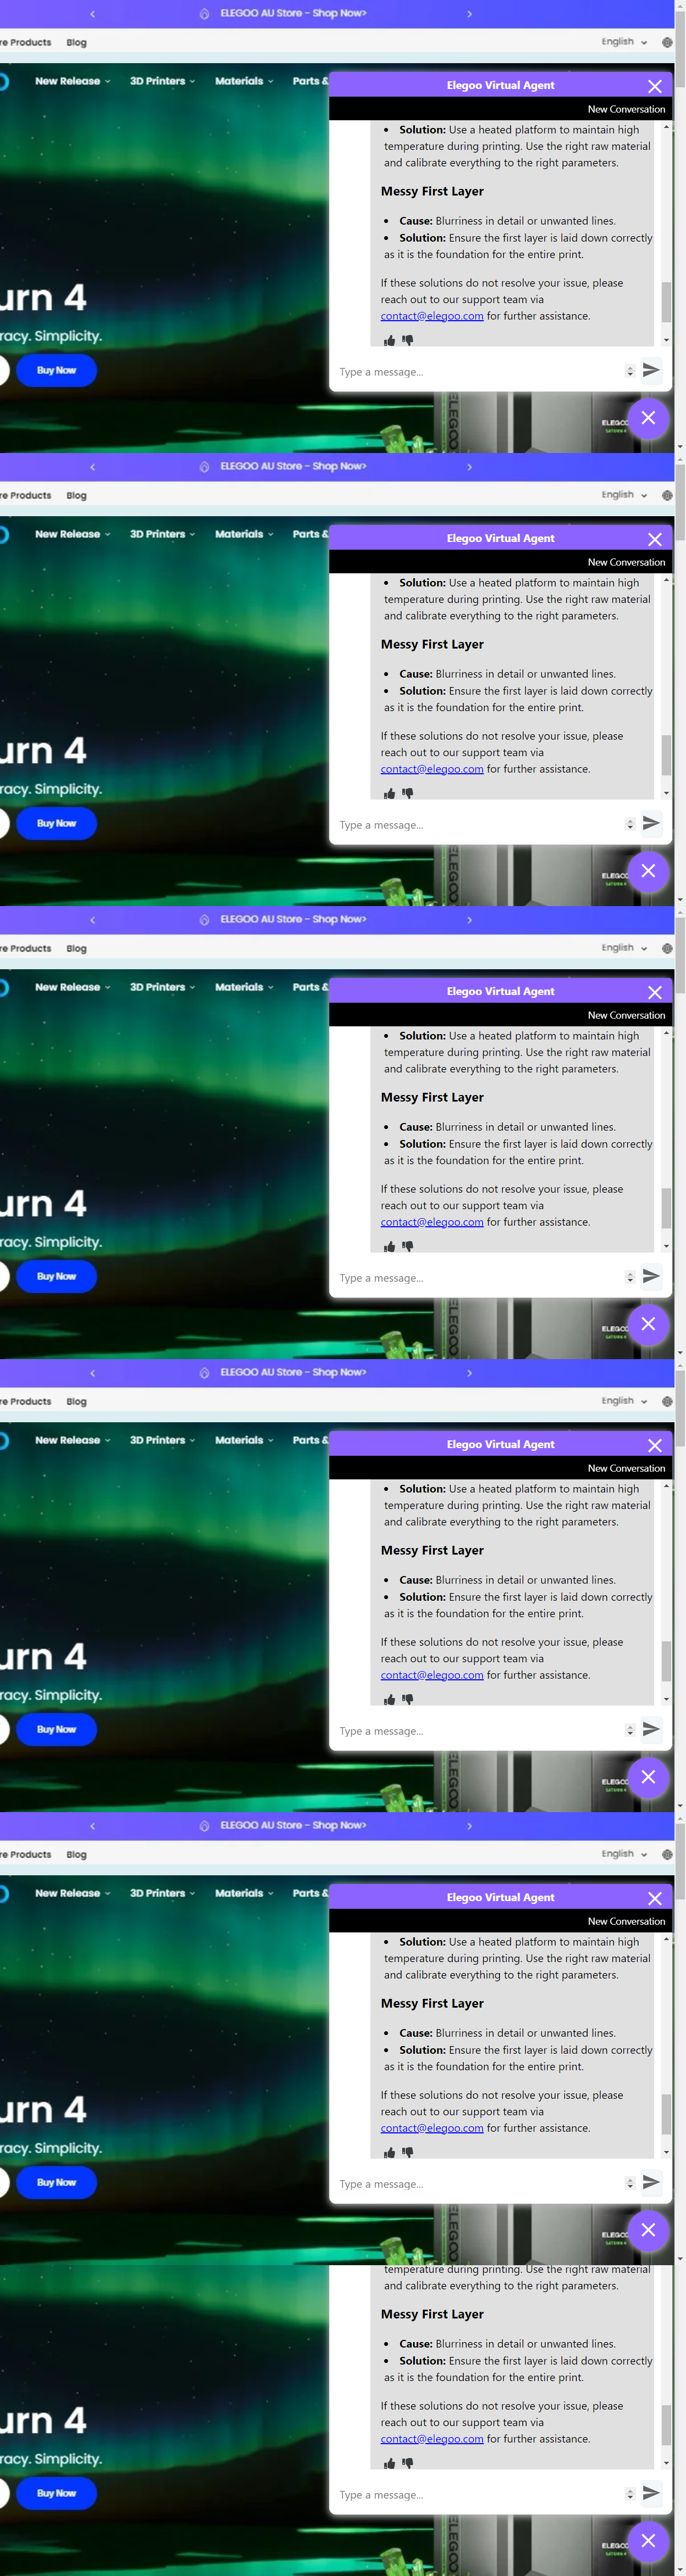 ELEGOO AU Store - Shop Now>
re Products Blog English
New Release 3D Printers Materials Parts &
Elegoo Virtual Agent
New Conversation
• Solution: Use a heated platform to maintain high
temperature during printing. Use the right raw material
and calibrate everything to the right parameters.
Messy First Layer
• Cause: Blurriness in detail or unwanted lines.
• Solution: Ensure the first layer is laid down correctly
as it is the foundation for the entire print.
If these solutions do not resolve your issue, please
reach out to our support team via
contact@elegoo.com for further assistance.
urn 4
racy. Simplicity.
Buy Now
Type a message...
ELEGOO
ELEGOO
SATURN 4
ELEGOO AU Store - Shop Now>
re Products Blog English
New Release 3D Printers Materials Parts &
Elegoo Virtual Agent
New Conversation
• Solution: Use a heated platform to maintain high
temperature during printing. Use the right raw material
and calibrate everything to the right parameters.
Messy First Layer
• Cause: Blurriness in detail or unwanted lines.
• Solution: Ensure the first layer is laid down correctly
as it is the foundation for the entire print.
If these solutions do not resolve your issue, please
reach out to our support team via
contact@elegoo.com for further assistance.
urn 4
racy. Simplicity.
Buy Now
Type a message...
ELEGOO
ELEGOO
SATURN 4
ELEGOO AU Store - Shop Now>
re Products Blog English
New Release 3D Printers Materials Parts &
Elegoo Virtual Agent
New Conversation
• Solution: Use a heated platform to maintain high
temperature during printing. Use the right raw material
and calibrate everything to the right parameters.
Messy First Layer
• Cause: Blurriness in detail or unwanted lines.
• Solution: Ensure the first layer is laid down correctly
as it is the foundation for the entire print.
If these solutions do not resolve your issue, please
reach out to our support team via
contact@elegoo.com for further assistance.
urn 4
racy. Simplicity.
Buy Now
Type a message...
ELEGOO
ELEGOO
SATURN 4
ELEGOO AU Store - Shop Now>
re Products Blog English
New Release 3D Printers Materials Parts &
Elegoo Virtual Agent
New Conversation
• Solution: Use a heated platform to maintain high
temperature during printing. Use the right raw material
and calibrate everything to the right parameters.
Messy First Layer
• Cause: Blurriness in detail or unwanted lines.
• Solution: Ensure the first layer is laid down correctly
as it is the foundation for the entire print.
If these solutions do not resolve your issue, please
reach out to our support team via
contact@elegoo.com for further assistance.
urn 4
racy. Simplicity.
Buy Now
Type a message...
ELEGOO
ELEGOO
SATURN 4
ELEGOO AU Store - Shop Now>
re Products Blog English
New Release 3D Printers Materials Parts &
Elegoo Virtual Agent
New Conversation
• Solution: Use a heated platform to maintain high
temperature during printing. Use the right raw material
and calibrate everything to the right parameters.
Messy First Layer
• Cause: Blurriness in detail or unwanted lines.
• Solution: Ensure the first layer is laid down correctly
as it is the foundation for the entire print.
If these solutions do not resolve your issue, please
reach out to our support team via
contact@elegoo.com for further assistance.
urn 4
racy. Simplicity.
Buy Now
Type a message...
ELEGOO
ELEGOO
SATURN 4
temperature during printing. Use the right raw material
and calibrate everything to the right parameters.
Messy First Layer
• Cause: Blurriness in detail or unwanted lines.
• Solution: Ensure the first layer is laid down correctly
as it is the foundation for the entire print.
If these solutions do not resolve your issue, please
reach out to our support team via
contact@elegoo.com for further assistance.
urn 4
racy. Simplicity.
Buy Now
Type a message...
ELEGOO
ELEGOO
SATURN 4